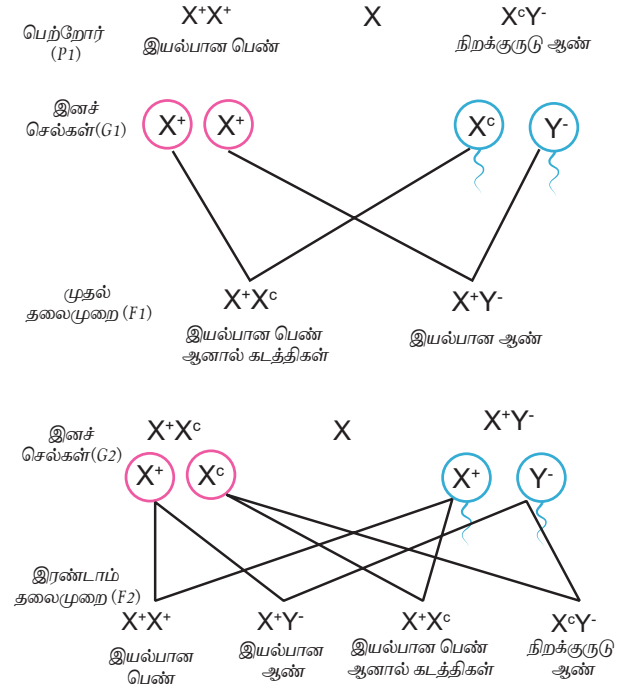 பெற்றோர்
(P1)
X⁺X⁺ X XᶜY⁻
இயல்பான பெண் நிறக்குருடு ஆண்
இனச்
செல்கள்(G1)
X⁺ X⁺ Xᶜ Y⁻
முதல்
தலைமுறை (F1)
X⁺Xᶜ X⁺Y⁻
இயல்பான பெண்
ஆனால் கடத்திகள்
இயல்பான ஆண்
இனச்
செல்கள்(G2)
X⁺Xᶜ X X⁺Y⁻
X⁺ Xᶜ X⁺ Y⁻
இரண்டாம்
தலைமுறை (F2)
X⁺X⁺ X⁺Y⁻ X⁺Xᶜ XᶜY⁻
இயல்பான
பெண்
இயல்பான
ஆண்
இயல்பான பெண்
ஆனால் கடத்திகள்
நிறக்குருடு
ஆண்